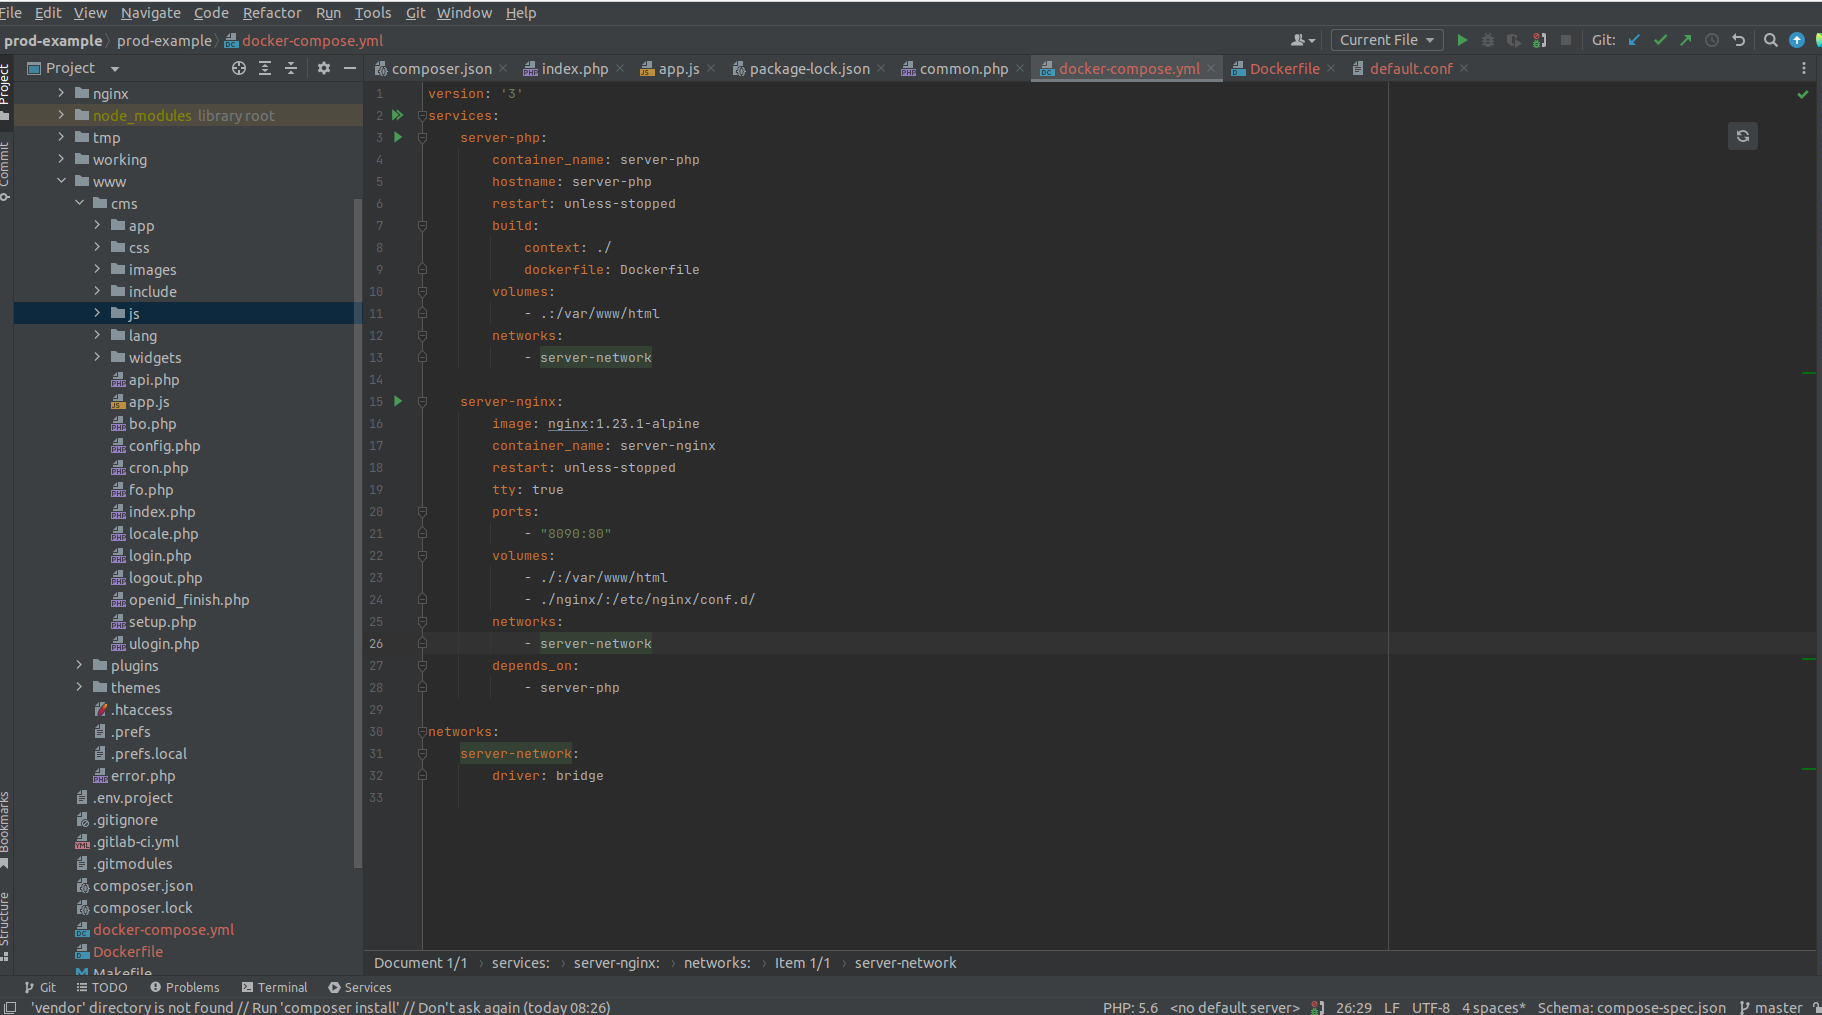 File Edit View Navigate Code Refactor Run Tools Git Window Help
prod-example prod-example docker-compose.yml Current File Git:
Project composer.json index.php app.js package-lock.json common.php docker-compose.yml Dockerfile default.conf
Project
Commit
Bookmarks
Structure
nginx
node_modules library root
tmp
working
www
cms
app
css
images
include
js
lang
widgets
api.php
app.js
bo.php
config.php
cron.php
fo.php
index.php
locale.php
login.php
logout.php
openid_finish.php
setup.php
ulogin.php
plugins
themes
.htaccess
.prefs
.prefs.local
error.php
.env.project
.gitignore
.gitlab-ci.yml
.gitmodules
composer.json
composer.lock
docker-compose.yml
Dockerfile
Makefile
1 version: '3'
2 services:
3 server-php:
4 container_name: server-php
5 hostname: server-php
6 restart: unless-stopped
7 build:
8 context: ./
9 dockerfile: Dockerfile
10 volumes:
11 - .:/var/www/html
12 networks:
13 - server-network
14
15 server-nginx:
16 image: nginx:1.23.1-alpine
17 container_name: server-nginx
18 restart: unless-stopped
19 tty: true
20 ports:
21 - "8090:80"
22 volumes:
23 - ./:/var/www/html
24 - ./nginx/:/etc/nginx/conf.d/
25 networks:
26 - server-network
27 depends_on:
28 - server-php
29
30 networks:
31 server-network:
32 driver: bridge
33
Document 1/1 › services: › server-nginx: › networks: › Item 1/1 › server-network
Git TODO Problems Terminal Services
'vendor' directory is not found // Run 'composer install' // Don't ask again (today 08:26) PHP: 5.6 <no default server> 26:29 LF UTF-8 4 spaces* Schema: compose-spec.json master